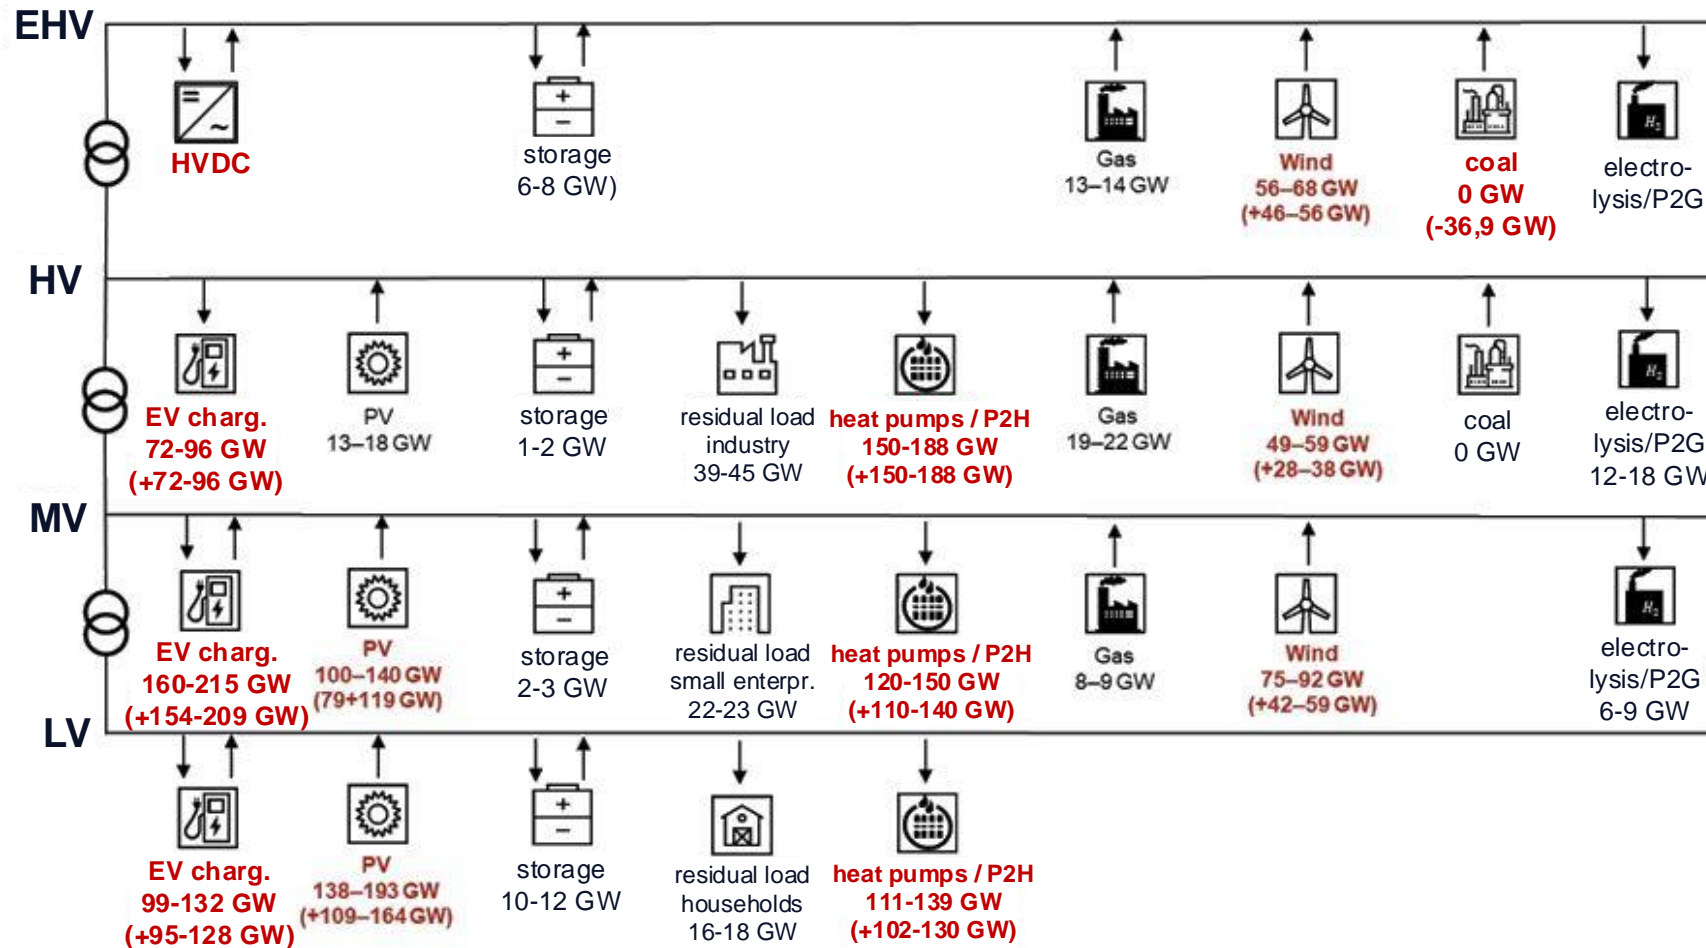 EHV
HVDC
storage
6-8 GW)
Gas
13–14 GW
Wind
56–68 GW
(+46–56 GW)
coal
0 GW
(-36,9 GW)
H2
electro-
lysis/P2G
HV
EV charg.
72-96 GW
(+72-96 GW)
PV
13–18 GW
storage
1-2 GW
residual load
industry
39-45 GW
heat pumps / P2H
150-188 GW
(+150-188 GW)
Gas
19–22 GW
Wind
49–59 GW
(+28–38 GW)
coal
0 GW
H2
electro-
lysis/P2G
12-18 GW
MV
EV charg.
160-215 GW
(+154-209 GW)
PV
100–140 GW
(79+119 GW)
storage
2-3 GW
residual load
small enterpr.
22-23 GW
heat pumps / P2H
120-150 GW
(+110-140 GW)
Gas
8–9 GW
Wind
75–92 GW
(+42–59 GW)
H2
electro-
lysis/P2G
6-9 GW
LV
EV charg.
99-132 GW
(+95-128 GW)
PV
138–193 GW
(+109–164 GW)
storage
10-12 GW
residual load
households
16-18 GW
heat pumps / P2H
111-139 GW
(+102-130 GW)